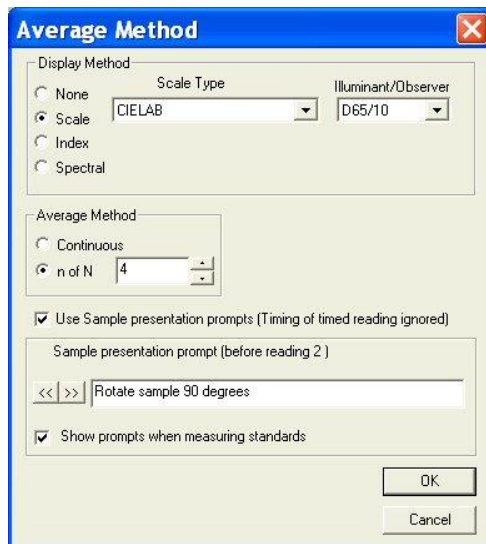 Average Method
Display Method
Scale Type
Illuminant/Observer
None
CIELAB
D65/10
Scale
Index
Spectral
Average Method
Continuous
n of N
4
Use Sample presentation prompts (Timing of timed reading ignored)
Sample presentation prompt (before reading 2 )
<< >> Rotate sample 90 degrees
Show prompts when measuring standards
OK
Cancel